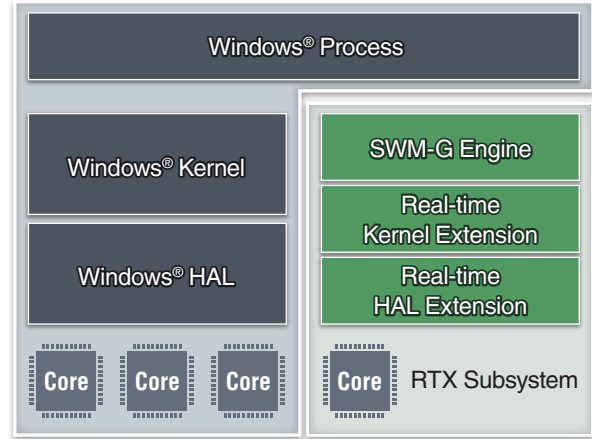 Windows® Process
Windows® Kernel
Windows® HAL
Core
Core
Core
SWM-G Engine
Real-time
Kernel Extension
Real-time
HAL Extension
Core
RTX Subsystem